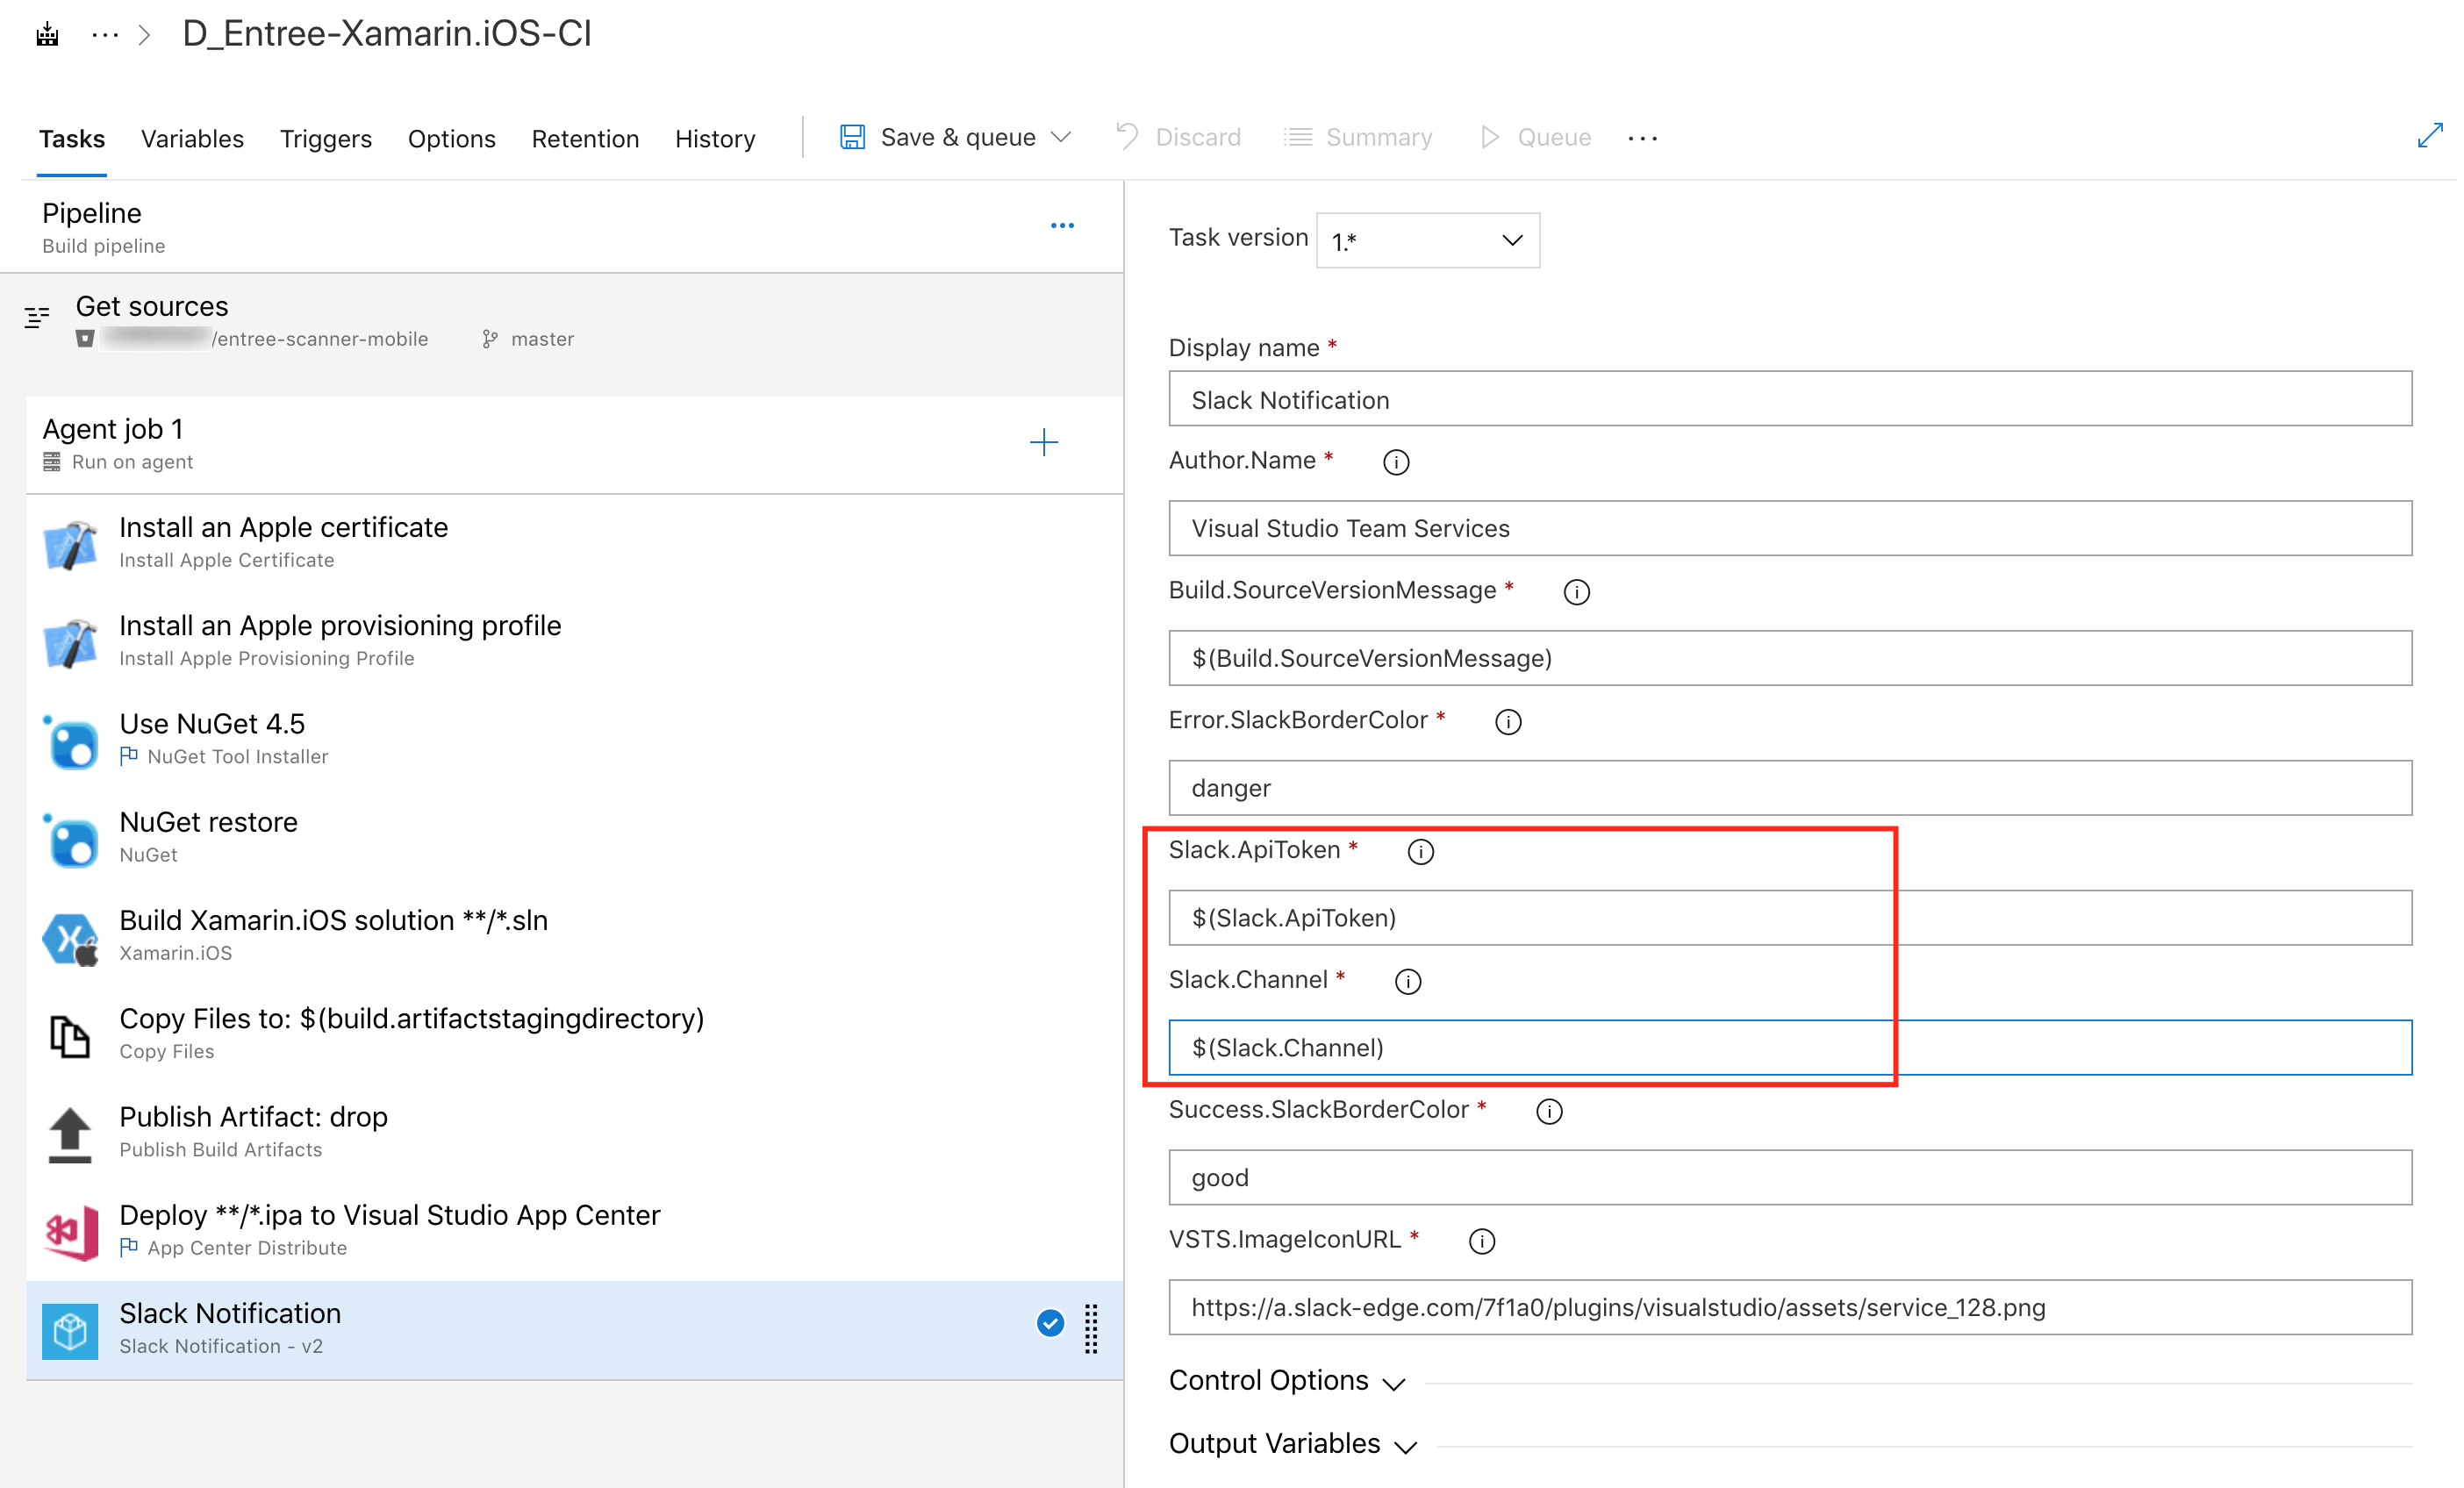 ... > D_Entree-Xamarin.iOS-CI
Tasks Variables Triggers Options Retention History Save & queue Discard Summary Queue ...
Pipeline
Build pipeline
Get sources
/entree-scanner-mobile master
Agent job 1
Run on agent
Install an Apple certificate
Install Apple Certificate
Install an Apple provisioning profile
Install Apple Provisioning Profile
Use NuGet 4.5
NuGet Tool Installer
NuGet restore
NuGet
Build Xamarin.iOS solution **/*.sln
Xamarin.iOS
Copy Files to: $(build.artifactstagingdirectory)
Copy Files
Publish Artifact: drop
Publish Build Artifacts
Deploy **/*.ipa to Visual Studio App Center
App Center Distribute
Slack Notification
Slack Notification - v2
Task version 1.*
Display name *
Slack Notification
Author.Name *
Visual Studio Team Services
Build.SourceVersionMessage *
$(Build.SourceVersionMessage)
Error.SlackBorderColor *
danger
Slack.ApiToken *
$(Slack.ApiToken)
Slack.Channel *
$(Slack.Channel)
Success.SlackBorderColor *
good
VSTS.ImageIconURL *
https://a.slack-edge.com/7f1a0/plugins/visualstudio/assets/service_128.png
Control Options
Output Variables